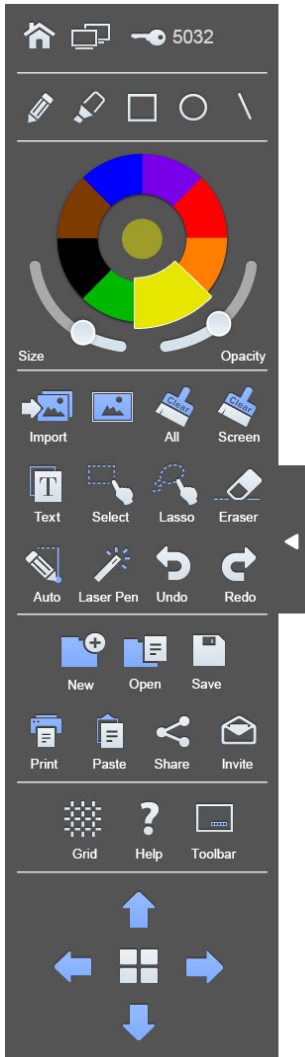 5032
Size Opacity
Clear Clear
Import All Screen
T
Text Select Lasso Eraser
Auto Laser Pen Undo Redo
New Open Save
Print Paste Share Invite
?
Grid Help Toolbar